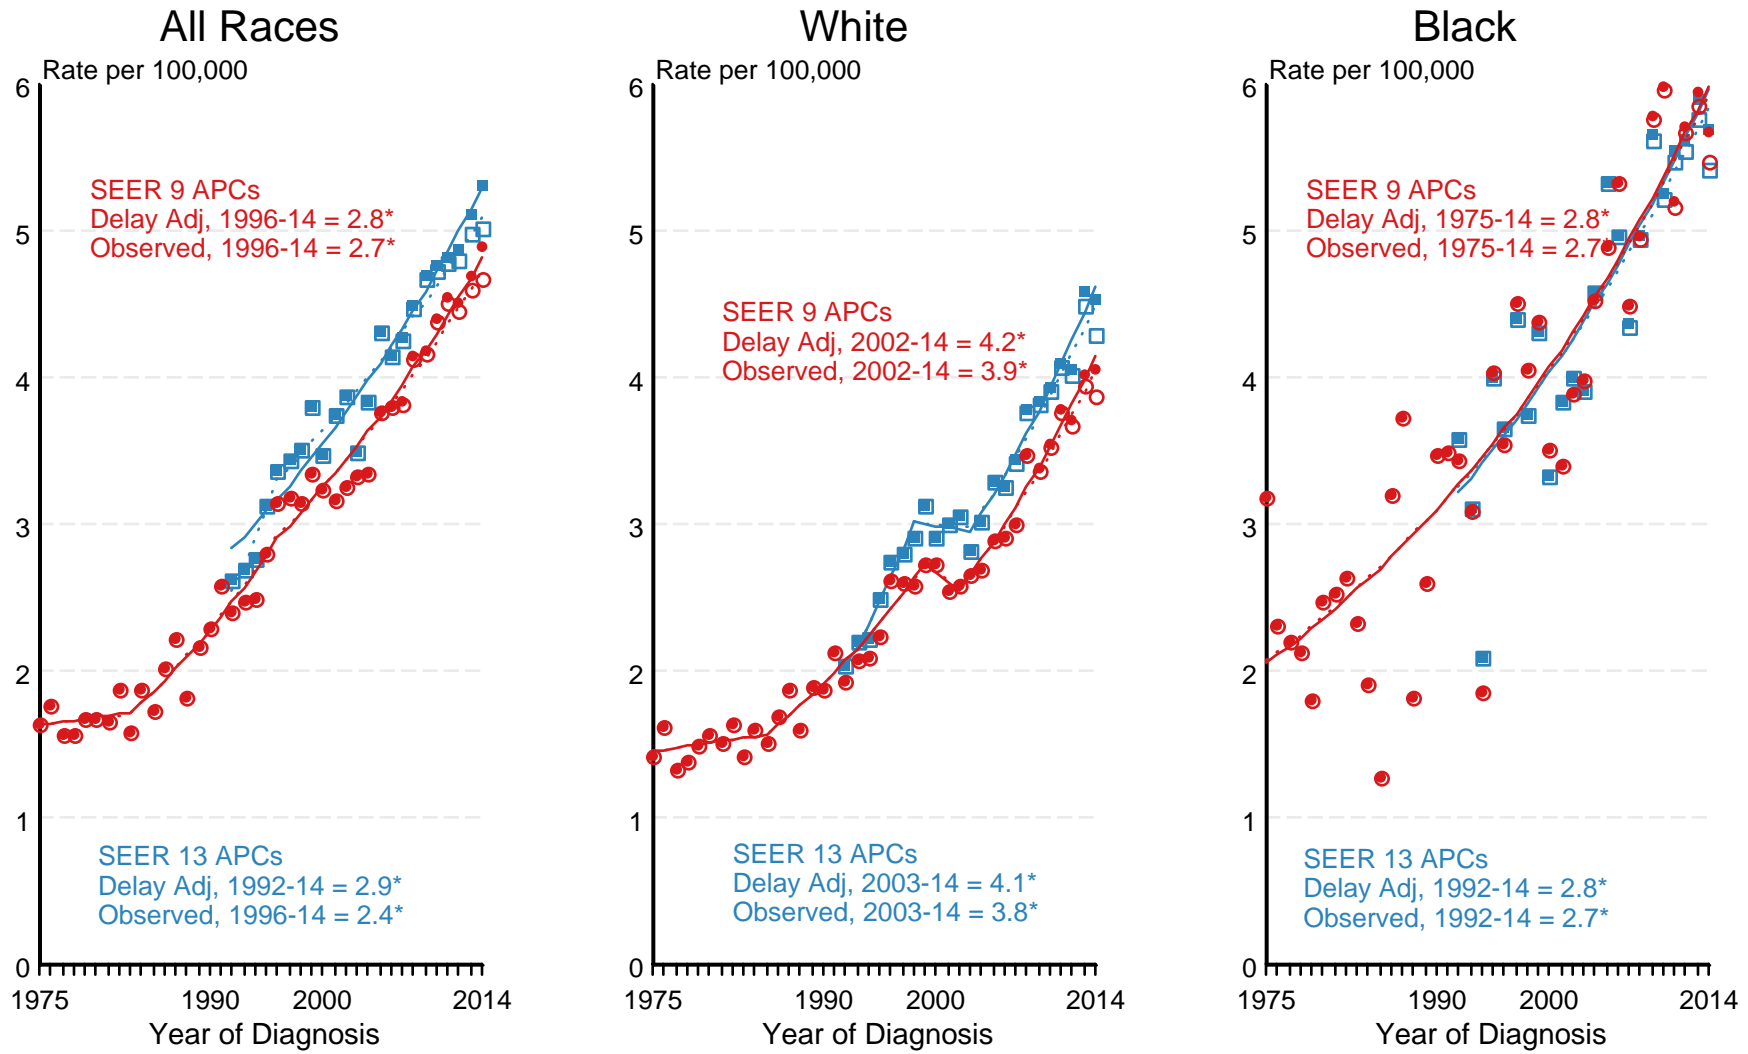 All Races
Rate per 100,000
6
5
4
3
2
1
0
SEER 9 APCs
Delay Adj, 1996-14 = 2.8*
Observed, 1996-14 = 2.7*
SEER 13 APCs
Delay Adj, 1992-14 = 2.9*
Observed, 1996-14 = 2.4*
1975 1990 2000 2014
Year of Diagnosis
White
Rate per 100,000
6
5
4
3
2
1
0
SEER 9 APCs
Delay Adj, 2002-14 = 4.2*
Observed, 2002-14 = 3.9*
SEER 13 APCs
Delay Adj, 2003-14 = 4.1*
Observed, 2003-14 = 3.8*
1975 1990 2000 2014
Year of Diagnosis
Black
Rate per 100,000
6
5
4
3
2
1
0
SEER 9 APCs
Delay Adj, 1975-14 = 2.8*
Observed, 1975-14 = 2.7*
SEER 13 APCs
Delay Adj, 1992-14 = 2.8*
Observed, 1992-14 = 2.7*
1975 1990 2000 2014
Year of Diagnosis